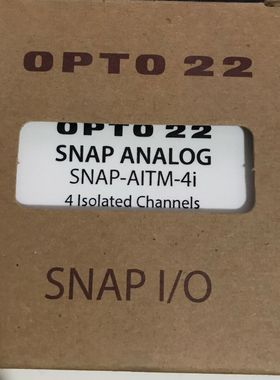 OPTO 22
OPTO 22
SNAP ANALOG
SNAP-AITM-4i
4 Isolated Channels
SNAP I/O